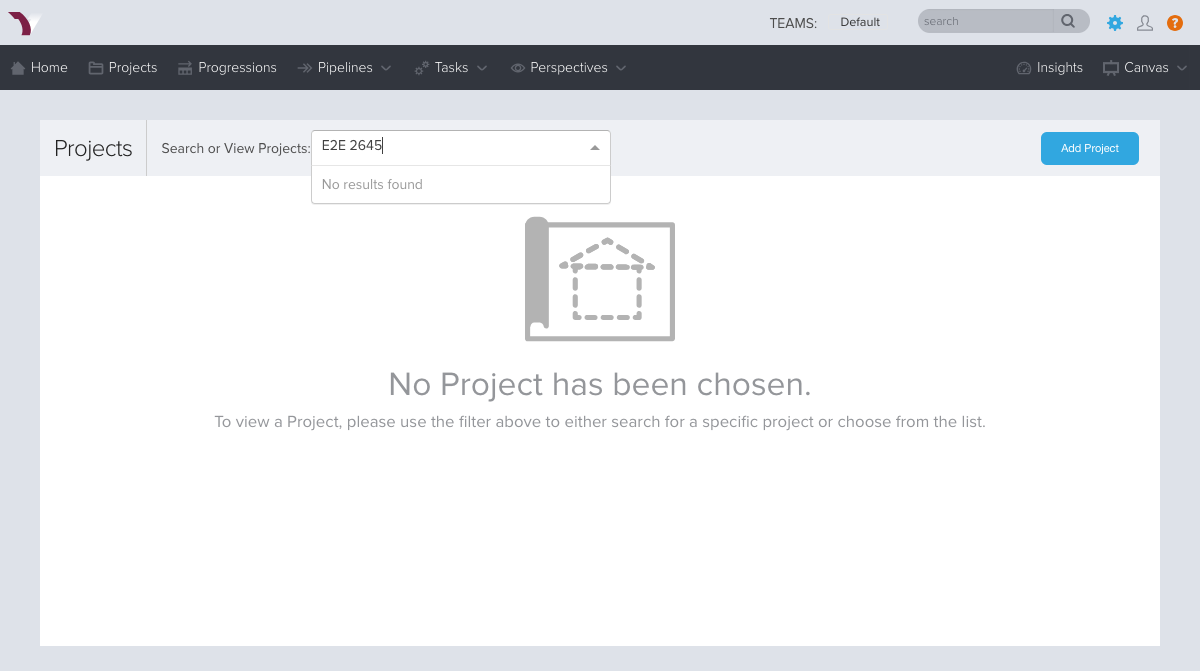 TEAMS: Default search ?
Home Projects Progressions Pipelines Tasks Perspectives Insights Canvas
Projects Search or View Projects: E2E 2645 Add Project
No results found
No Project has been chosen.
To view a Project, please use the filter above to either search for a specific project or choose from the list.